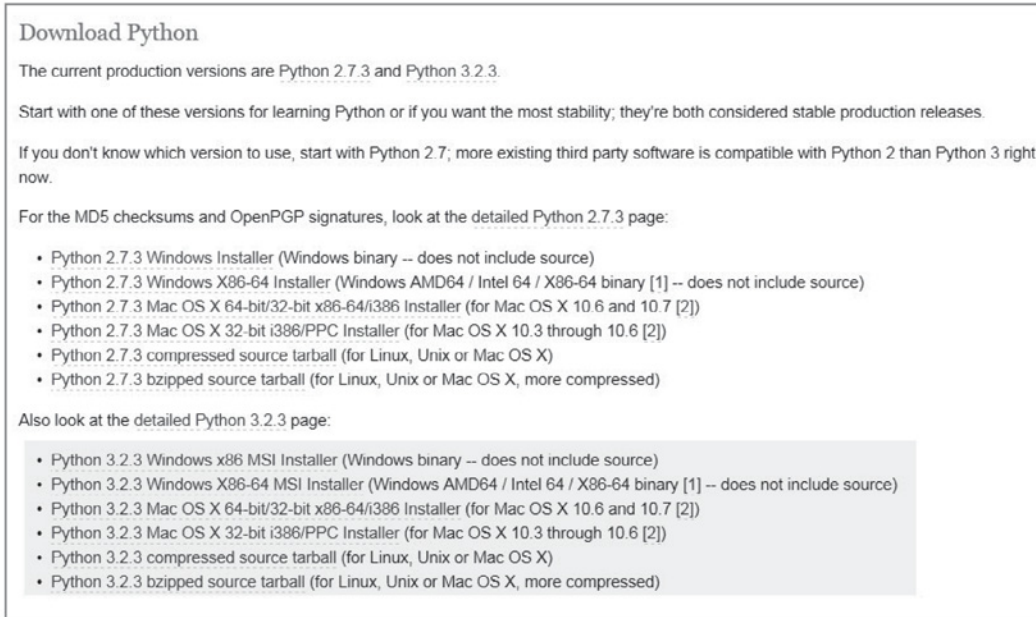 Download Python
The current production versions are Python 2.7.3 and Python 3.2.3.
Start with one of these versions for learning Python or if you want the most stability; they're both considered stable production releases.
If you don't know which version to use, start with Python 2.7; more existing third party software is compatible with Python 2 than Python 3 right
now.
For the MD5 checksums and OpenPGP signatures, look at the detailed Python 2.7.3 page:
• Python 2.7.3 Windows Installer (Windows binary -- does not include source)
• Python 2.7.3 Windows X86-64 Installer (Windows AMD64 / Intel 64 / X86-64 binary [1] -- does not include source)
• Python 2.7.3 Mac OS X 64-bit/32-bit x86-64/i386 Installer (for Mac OS X 10.6 and 10.7 [2])
• Python 2.7.3 Mac OS X 32-bit i386/PPC Installer (for Mac OS X 10.3 through 10.6 [2])
• Python 2.7.3 compressed source tarball (for Linux, Unix or Mac OS X)
• Python 2.7.3 bzipped source tarball (for Linux, Unix or Mac OS X, more compressed)
Also look at the detailed Python 3.2.3 page:
• Python 3.2.3 Windows x86 MSI Installer (Windows binary -- does not include source)
• Python 3.2.3 Windows X86-64 MSI Installer (Windows AMD64 / Intel 64 / X86-64 binary [1] -- does not include source)
• Python 3.2.3 Mac OS X 64-bit/32-bit x86-64/i386 Installer (for Mac OS X 10.6 and 10.7 [2])
• Python 3.2.3 Mac OS X 32-bit i386/PPC Installer (for Mac OS X 10.3 through 10.6 [2])
• Python 3.2.3 compressed source tarball (for Linux, Unix or Mac OS X)
• Python 3.2.3 bzipped source tarball (for Linux, Unix or Mac OS X, more compressed)